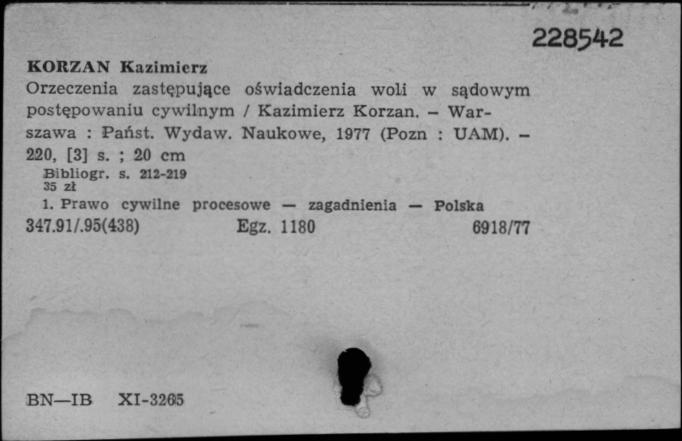 228542
KORZAN Kazimierz
Orzeczenia zastępujące oświadczenia woli w sądowym
postępowaniu cywilnym / Kazimierz Korzan. — War-
szawa : Państ. Wydaw. Naukowe, 1977 (Pozn : UAM). —
220, [3] s. ; 20 cm
Bibliogr. s. 212-219
35 zł
1. Prawo cywilne procesowe — zagadnienia — Polska
347.91/.95(438) Egz. 1180 6918/77
BN—IB XI-3265